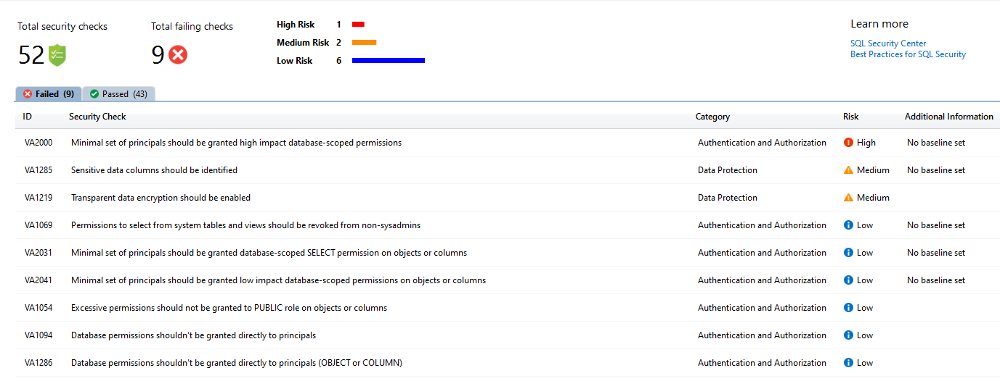 Total security checks
52
Total failing checks
9
High Risk 1
Medium Risk 2
Low Risk 6
Learn more
SQL Security Center
Best Practices for SQL Security
Failed (9) Passed (43)
ID Security Check Category Risk Additional Information
VA2000 Minimal set of principals should be granted high impact database-scoped permissions Authentication and Authorization High No baseline set
VA1285 Sensitive data columns should be identified Data Protection Medium No baseline set
VA1219 Transparent data encryption should be enabled Data Protection Medium
VA1069 Permissions to select from system tables and views should be revoked from non-sysadmins Authentication and Authorization Low No baseline set
VA2031 Minimal set of principals should be granted database-scoped SELECT permission on objects or columns Authentication and Authorization Low No baseline set
VA2041 Minimal set of principals should be granted low impact database-scoped permissions on objects or columns Authentication and Authorization Low No baseline set
VA1054 Excessive permissions should not be granted to PUBLIC role on objects or columns Authentication and Authorization Low
VA1094 Database permissions shouldn't be granted directly to principals Authentication and Authorization Low
VA1286 Database permissions shouldn't be granted directly to principals (OBJECT or COLUMN) Authentication and Authorization Low